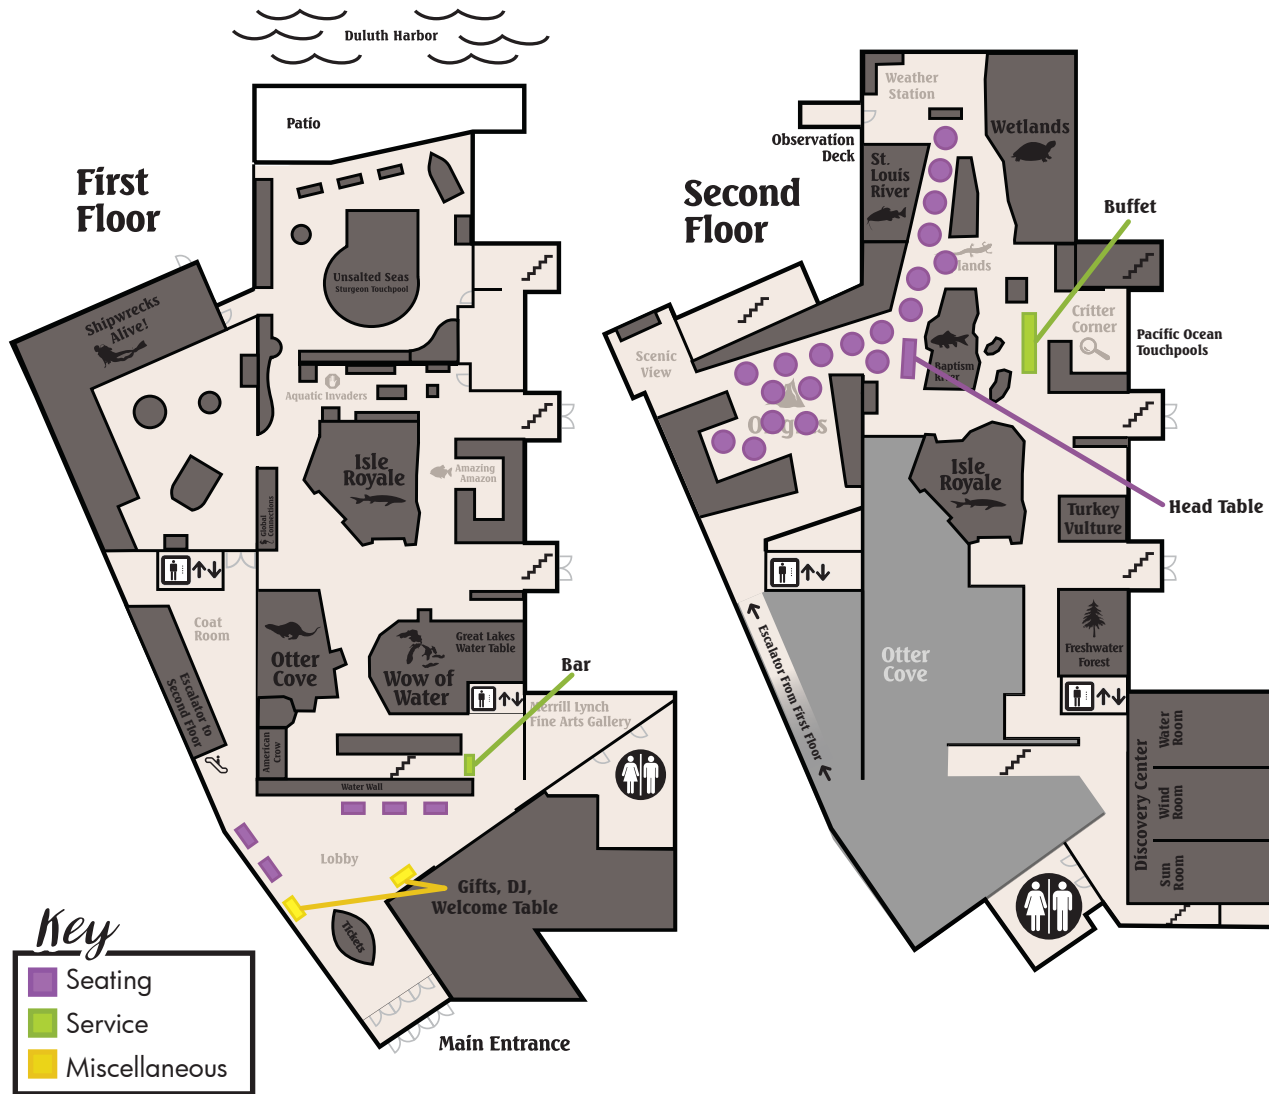 Duluth Harbor
Patio
First
Floor
Unsalted Seas
Sturgeon Touchpool
Shipwrecks
Alive!
Aquatic Invaders
Isle
Royale
Amazing
Amazon
Global
Connections
Coat
Room
Otter
Cove
Great Lakes
Water Table
Wow of
Water
Escalator to
Second Floor
American
Crow
Bar
Merrill Lynch
Fine Arts Gallery
Water Wall
Lobby
Gifts, DJ,
Welcome Table
Tickets
Main Entrance
Key
Seating
Service
Miscellaneous
Second
Floor
Weather
Station
Observation
Deck
Wetlands
St.
Louis
River
Buffet
lands
Critter
Corner
Pacific Ocean
Touchpools
Scenic
View
Baptism
River
Head Table
Isle
Royale
Turkey
Vulture
Freshwater
Forest
Otter
Cove
Escalator From First Floor
Discovery Center
Water
Room
Wind
Room
Sun
Room